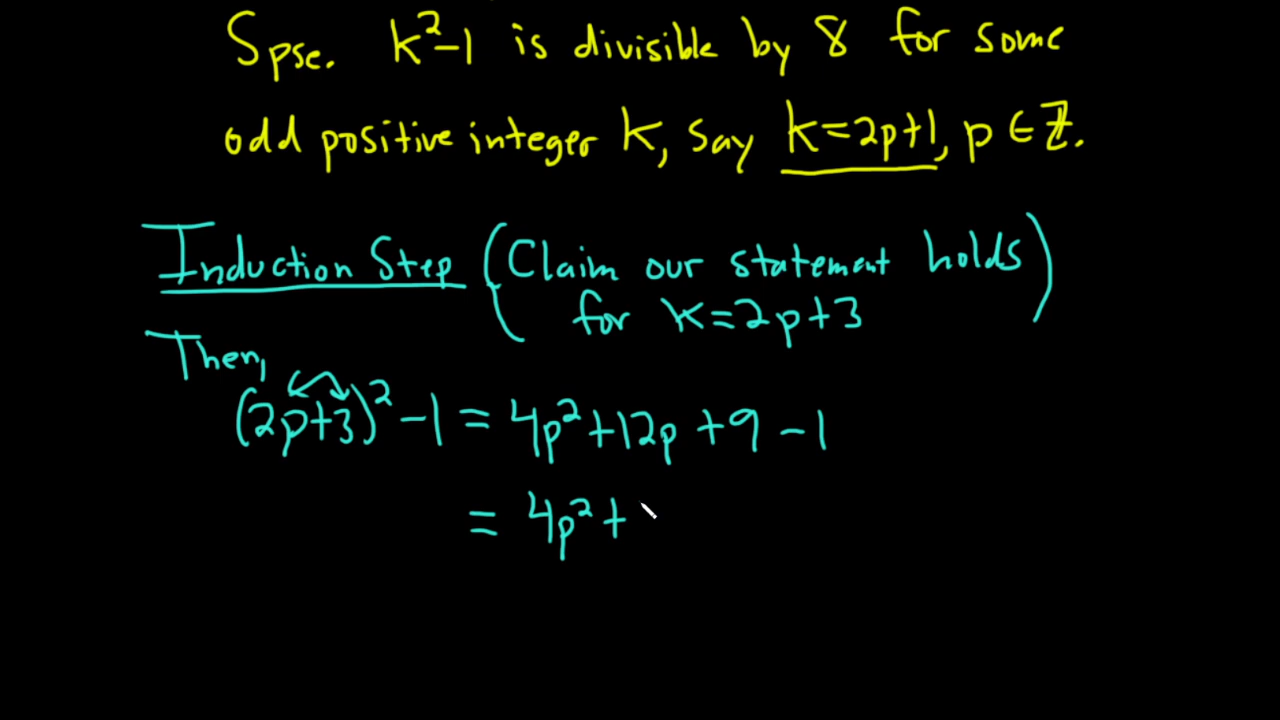 Spse. k²-1 is divisible by 8 for some
odd positive integer k, say k=2p+1, p ∈ ℤ.
Induction Step (Claim our statement holds
for k=2p+3)
Then,
(2p+3)² -1 = 4p²+12p +9 -1
= 4p² +